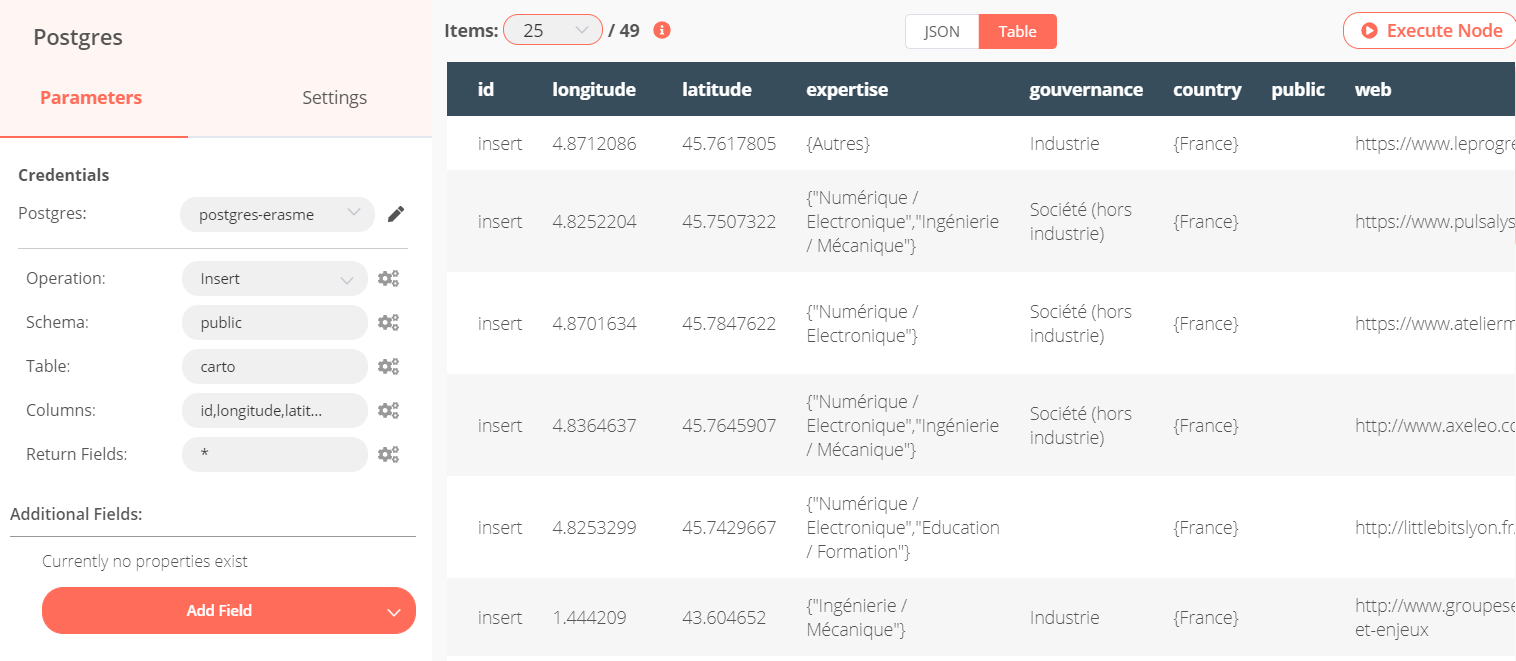 Postgres
Parameters
Settings
Credentials
Postgres:
postgres-erasme
Operation:
Insert
Schema:
public
Table:
carto
Columns:
id,longitude,latit...
Return Fields:
*
Additional Fields:
Currently no properties exist
Add Field
Items: 25 / 49
JSON
Table
Execute Node
id longitude latitude expertise gouvernance country public web
insert 4.8712086 45.7617805 {Autres} Industrie {France} https://www.leprogre
insert 4.8252204 45.7507322 {"Numérique /
Electronique","Ingénierie
/ Mécanique"}
Société (hors
industrie)
{France} https://www.pulsalys
insert 4.8701634 45.7847622 {"Numérique /
Electronique"}
Société (hors
industrie)
{France} https://www.atelierm
insert 4.8364637 45.7645907 {"Numérique /
Electronique","Ingénierie
/ Mécanique"}
Société (hors
industrie)
{France} http://www.axeleo.co
insert 4.8253299 45.7429667 {"Numérique /
Electronique","Education
/ Formation"}
{France} http://littlebitslyon.fr.
insert 1.444209 43.604652 {"Ingénierie /
Mécanique"}
Industrie {France} http://www.groupese
et-enjeux